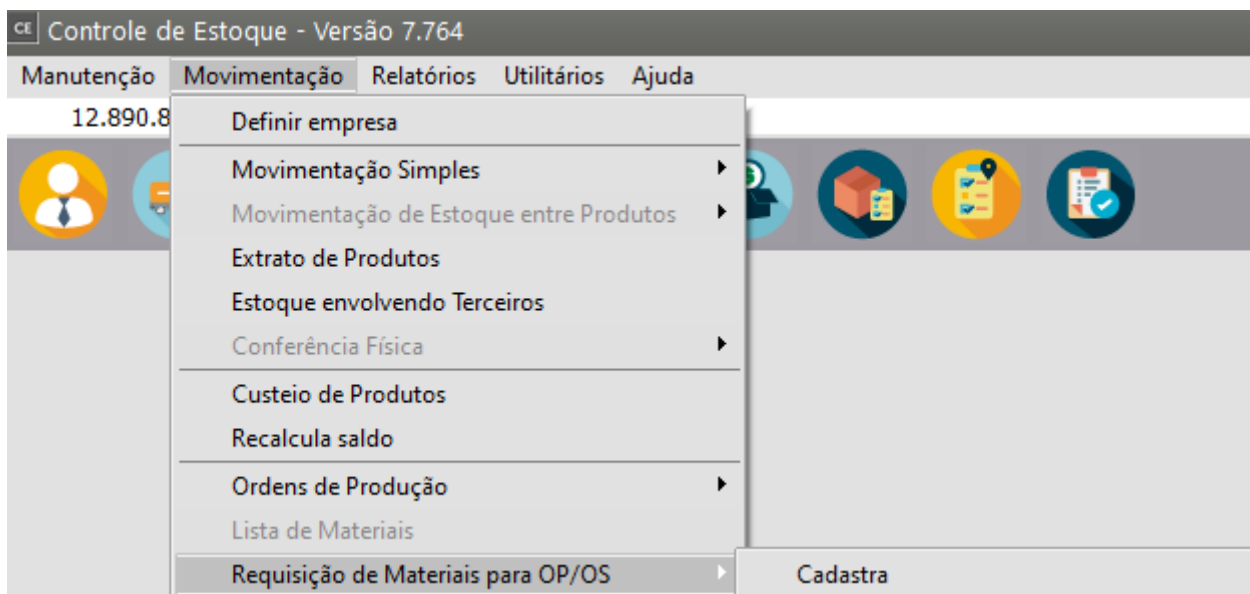 CE Controle de Estoque - Versão 7.764
Manutenção Movimentação Relatórios Utilitários Ajuda
12.890.8
Definir empresa
Movimentação Simples
Movimentação de Estoque entre Produtos
Extrato de Produtos
Estoque envolvendo Terceiros
Conferência Física
Custeio de Produtos
Recalcula saldo
Ordens de Produção
Lista de Materiais
Requisição de Materiais para OP/OS Cadastra